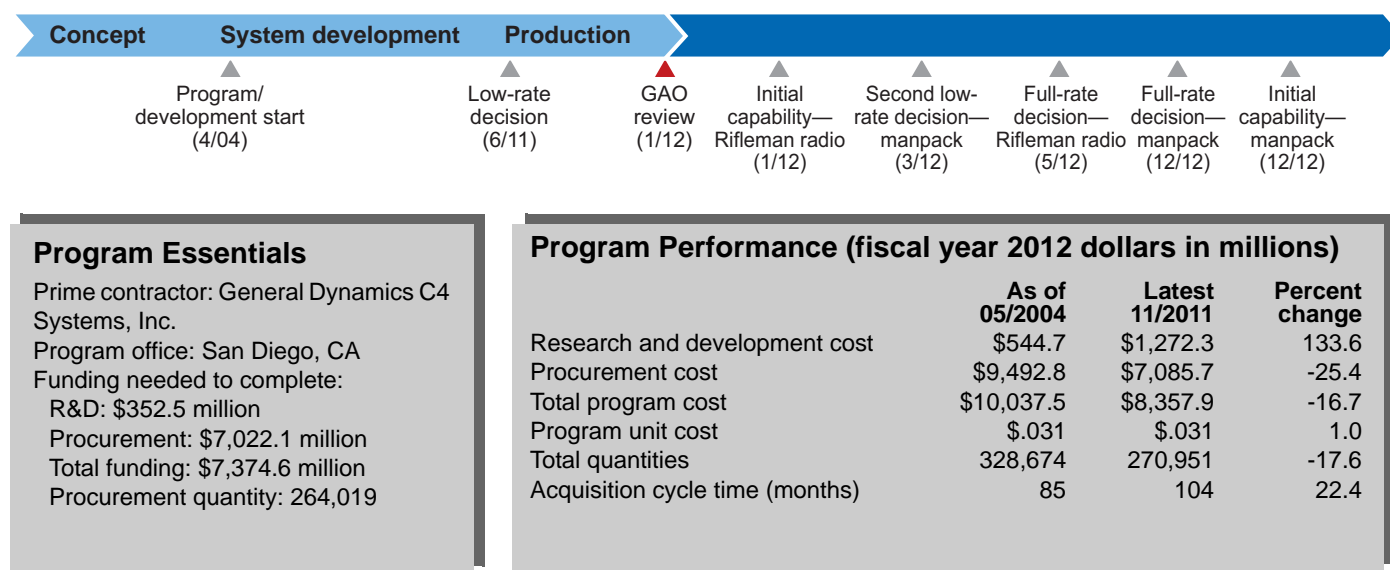 Concept System development Production
Program/
development start
(4/04)
Low-rate
decision
(6/11)
GAO
review
(1/12)
Initial
capability—
Rifleman radio
(1/12)
Second low-
rate decision—
manpack
(3/12)
Full-rate
decision—
Rifleman radio
(5/12)
Full-rate
decision—
manpack
(12/12)
Initial
capability—
manpack
(12/12)
Program Essentials
Prime contractor: General Dynamics C4
Systems, Inc.
Program office: San Diego, CA
Funding needed to complete:
R&D: $352.5 million
Procurement: $7,022.1 million
Total funding: $7,374.6 million
Procurement quantity: 264,019
Program Performance (fiscal year 2012 dollars in millions)
As of Latest Percent
05/2004 11/2011 change
Research and development cost $544.7 $1,272.3 133.6
Procurement cost $9,492.8 $7,085.7 -25.4
Total program cost $10,037.5 $8,357.9 -16.7
Program unit cost $.031 $.031 1.0
Total quantities 328,674 270,951 -17.6
Acquisition cycle time (months) 85 104 22.4